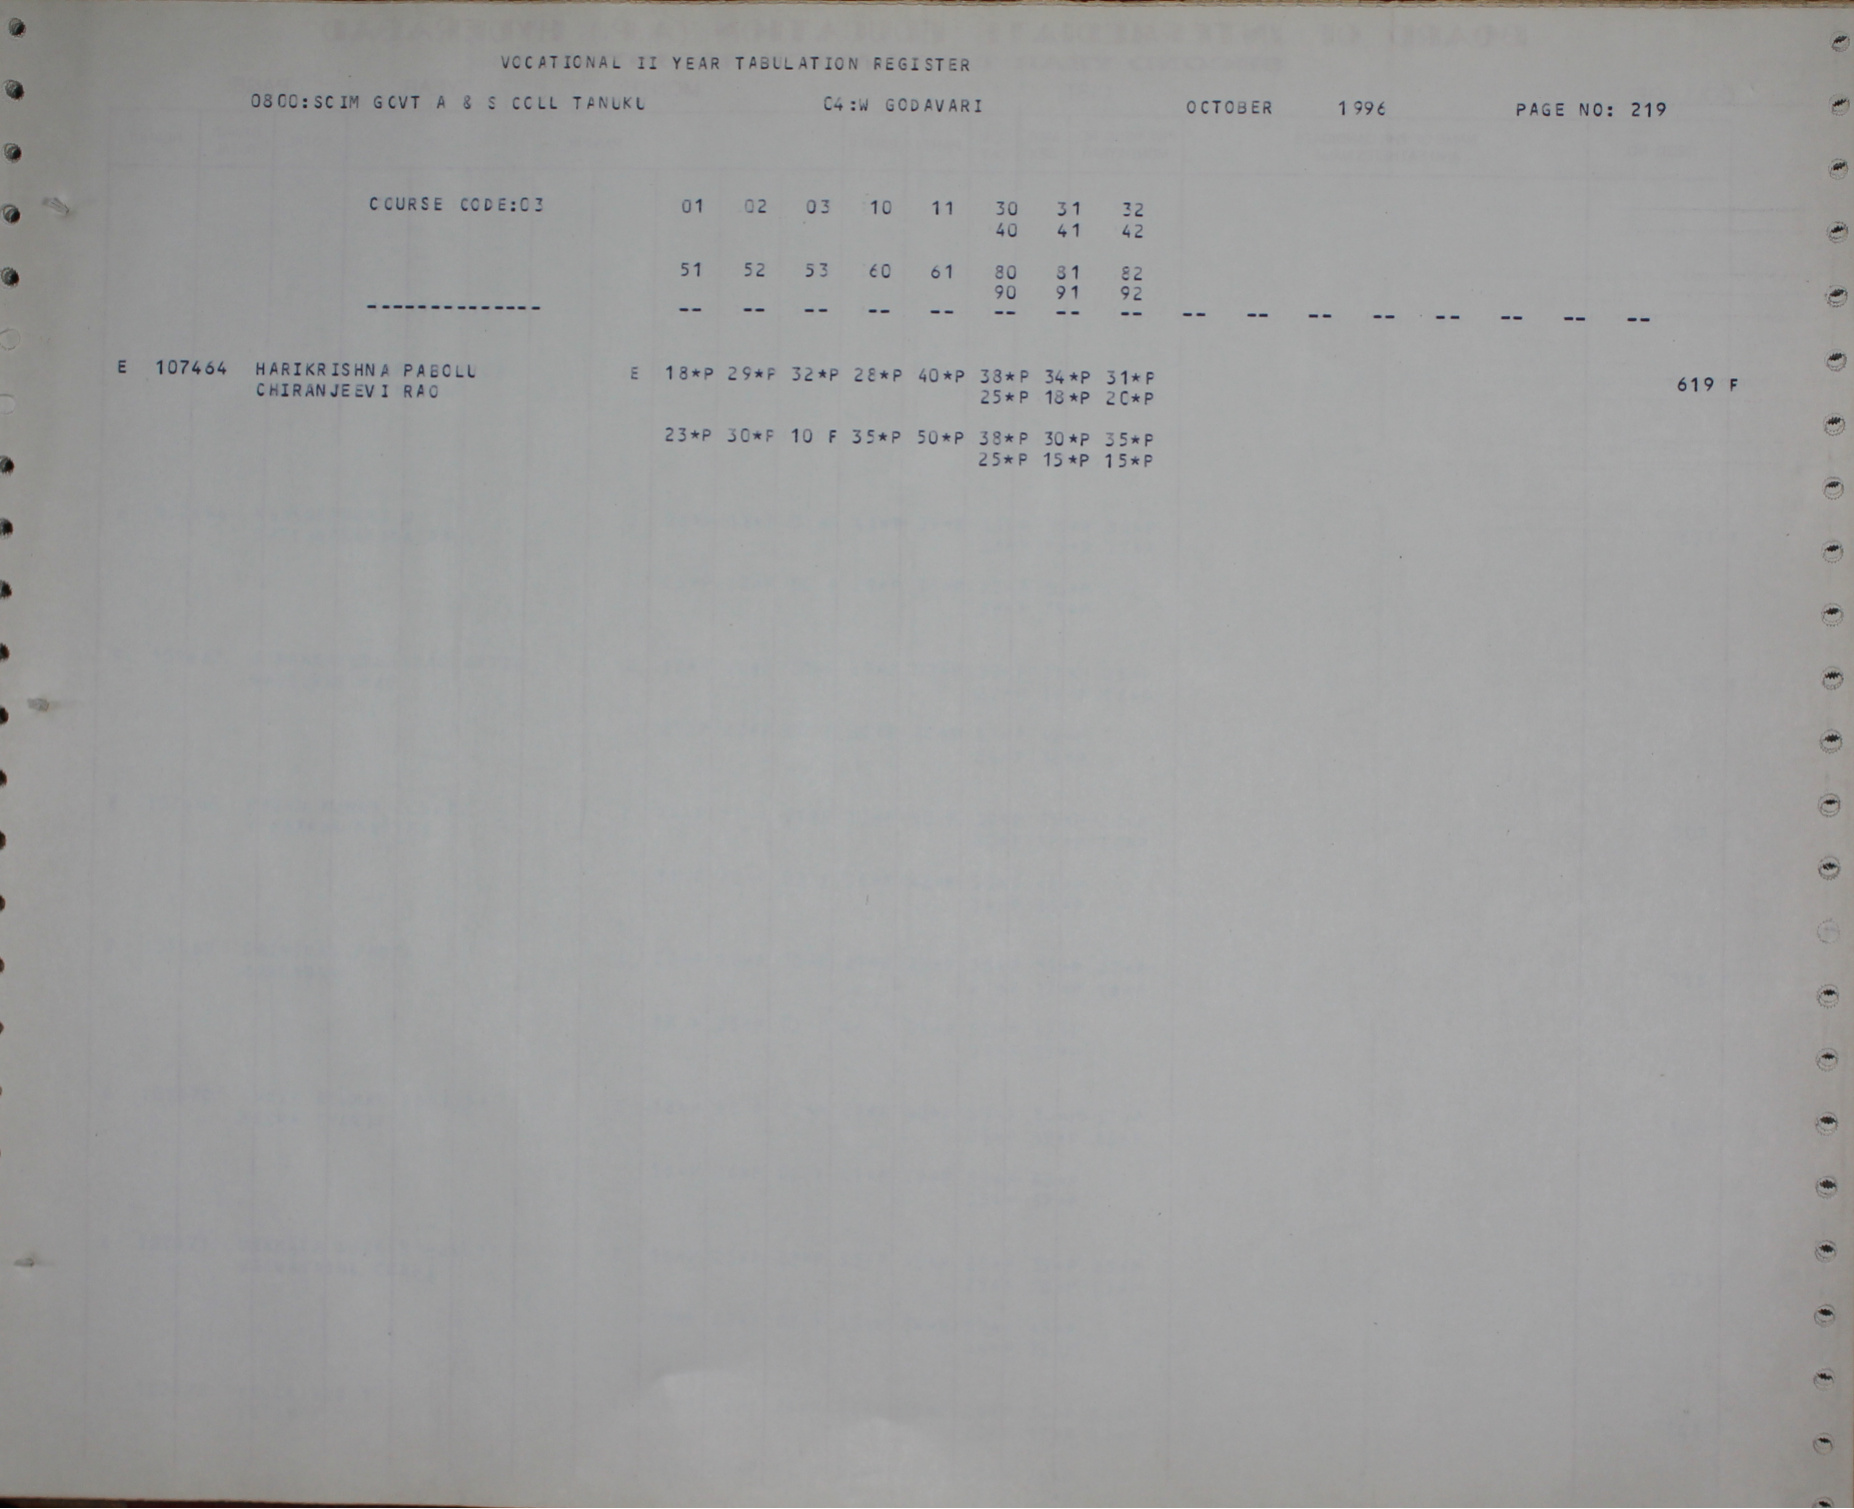 VOCATIONAL II YEAR TABULATION REGISTER
0800:SCIM GOVT A & S COLL TANUKU 04:W GODAVARI OCTOBER 1996 PAGE NO: 219
COURSE CODE:03 01 02 03 10 11 30 31 32
40 41 42
51 52 53 60 61 80 81 82
90 91 92
-------------- -- -- -- -- -- -- -- -- -- -- -- -- -- -- -- --
E 107464 HARIKRISHNA PABOLU E 18*P 29*P 32*P 28*P 40*P 38*P 34*P 31*P 619 F
CHIRANJEEVI RAO 25*P 18*P 20*P
23*P 30*P 10 F 35*P 50*P 38*P 30*P 35*P
25*P 15*P 15*P